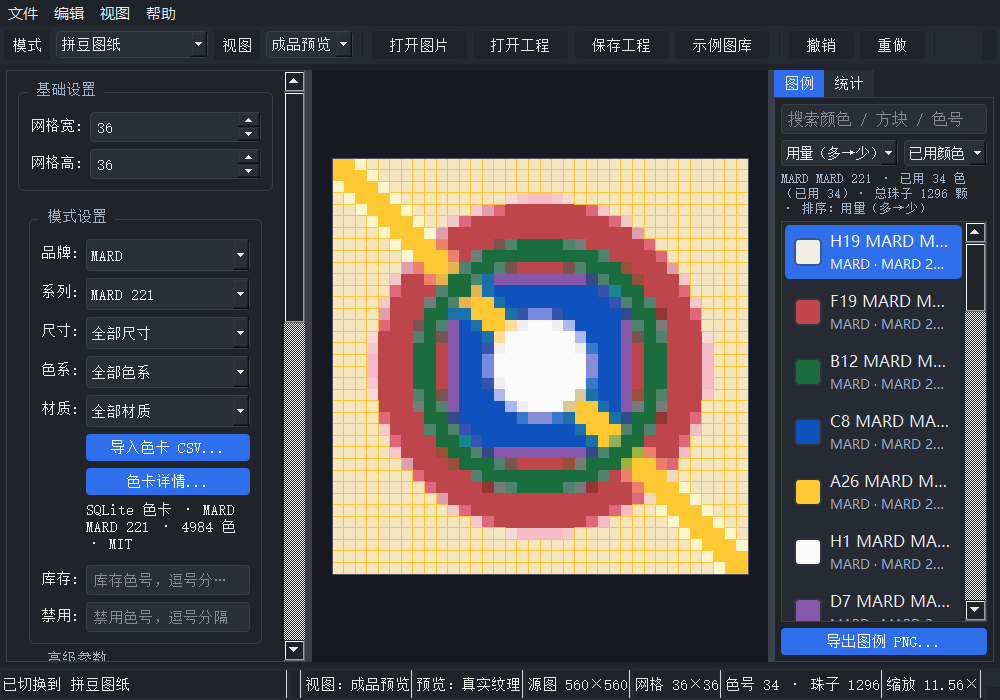 文件 编辑 视图 帮助
模式 拼豆图纸 视图 成品预览 打开图片 打开工程 保存工程 示例图库 撤销 重做
基础设置
网格宽: 36
网格高: 36
模式设置
品牌: MARD
系列: MARD 221
尺寸: 全部尺寸
色系: 全部色系
材质: 全部材质
导入色卡 CSV...
色卡详情...
SQLite 色卡 · MARD
MARD 221 · 4984 色
· MIT
库存: 库存色号，逗号分…
禁用: 禁用色号，逗号分隔
高级参数
图例 统计
搜索颜色 / 方块 / 色号
用量（多→少） 已用颜色
MARD MARD 221 · 已用 34 色
（已用 34）· 总珠子 1296 颗
· 排序：用量（多→少）
H19 MARD M...
MARD · MARD 2...
F19 MARD M...
MARD · MARD 2...
B12 MARD M...
MARD · MARD 2...
C8 MARD MA...
MARD · MARD 2...
A26 MARD M...
MARD · MARD 2...
H1 MARD MA...
MARD · MARD 2...
D7 MARD MA...
导出图例 PNG...
已切换到 拼豆图纸 视图：成品预览 预览：真实纹理 源图 560×560 网格 36×36 色号 34 · 珠子 1296 缩放 11.56×